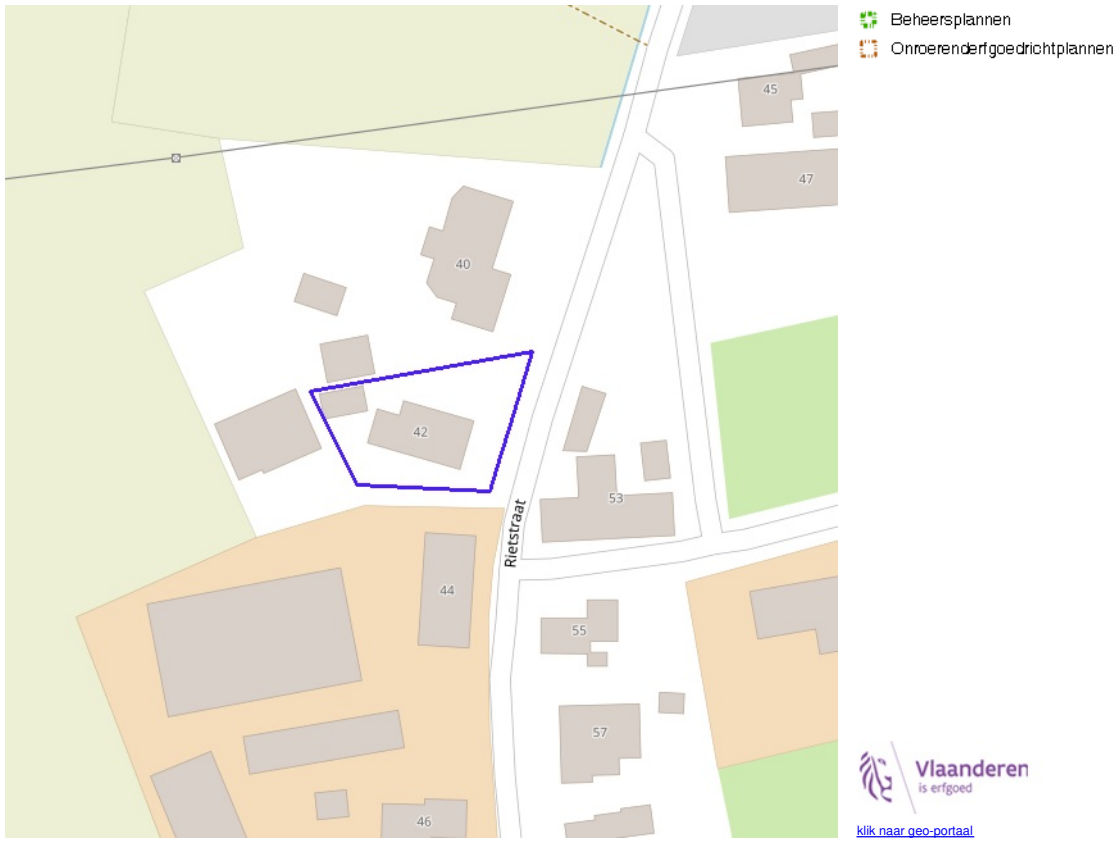 Beheersplannen
Onroerenderfgoedrichtplannen
45
47
40
42
53
Rietstraat
44
55
57
46
Vlaanderen
is erfgoed
klik naar geo-portaal